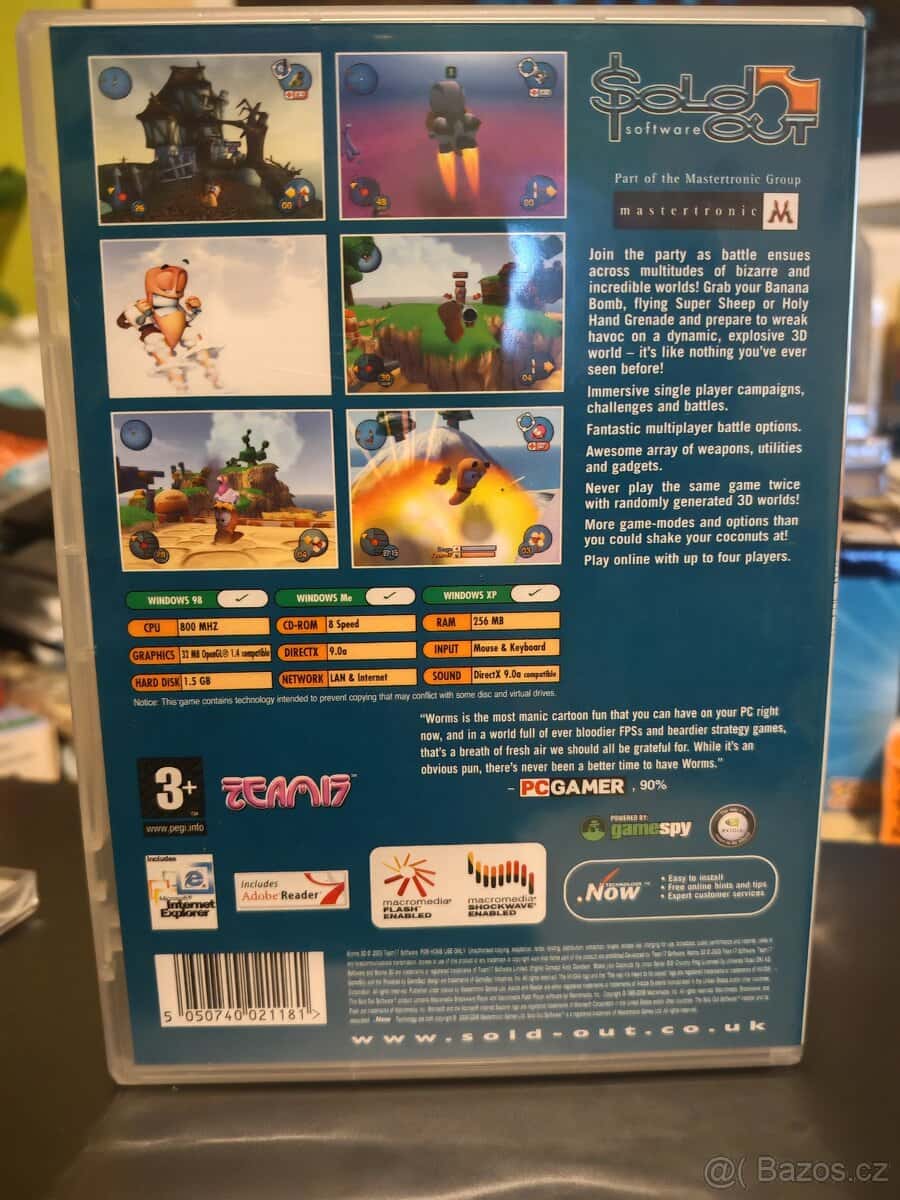 $old
software OUT
Part of the Mastertronic Group
mastertronic M
Join the party as battle ensues
across multitudes of bizarre and
incredible worlds! Grab your Banana
Bomb, flying Super Sheep or Holy
Hand Grenade and prepare to wreak
havoc on a dynamic, explosive 3D
world – it's like nothing you've ever
seen before!
Immersive single player campaigns,
challenges and battles.
Fantastic multiplayer battle options.
Awesome array of weapons, utilities
and gadgets.
Never play the same game twice
with randomly generated 3D worlds!
More game-modes and options than
you could shake your coconuts at!
Play online with up to four players.
WINDOWS 98 ✓ WINDOWS Me ✓ WINDOWS XP ✓
CPU 800 MHZ CD-ROM 8 Speed RAM 256 MB
GRAPHICS 32 MB OpenGL® 1.4 compatible DIRECTX 9.0a INPUT Mouse & Keyboard
HARD DISK 1.5 GB NETWORK LAN & Internet SOUND DirectX 9.0a compatible
Notice: This game contains technology intended to prevent copying that may conflict with some disc and virtual drives.
"Worms is the most manic cartoon fun that you can have on your PC right
now, and in a world full of ever bloodier FPSs and beardier strategy games,
that's a breath of fresh air we should all be grateful for. While it's an
obvious pun, there's never been a better time to have Worms."
– PCGAMER , 90%
3+
www.pegi.info
TEAM17™
POWERED BY:
gamespy
NVIDIA
Includes
Microsoft
Internet
Explorer
Includes
Adobe Reader
macromedia®
FLASH™
ENABLED
macromedia®
SHOCKWAVE®
ENABLED
TECHNOLOGY™
.Now
• Easy to install
• Free online hints and tips
• Expert customer services
5 050740 021181 >
www.sold-out.co.uk
@( Bazos.cz